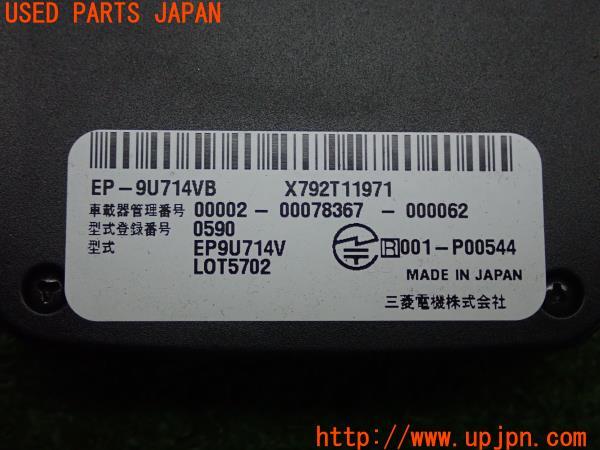 USED PARTS JAPAN
EP-9U714VB X792T11971
車載器管理番号 00002-00078367-000062
型式登録番号 0590
型式 EP9U714V
LOT5702
R 001-P00544
MADE IN JAPAN
三菱電機株式会社
http://www.upjpn.com/